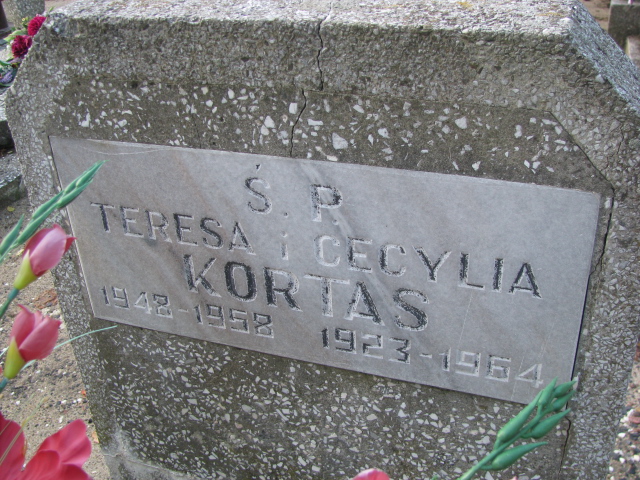 Ś. P.
TERESA i CECYLIA
KORTAS
1948-1958 1923-1964